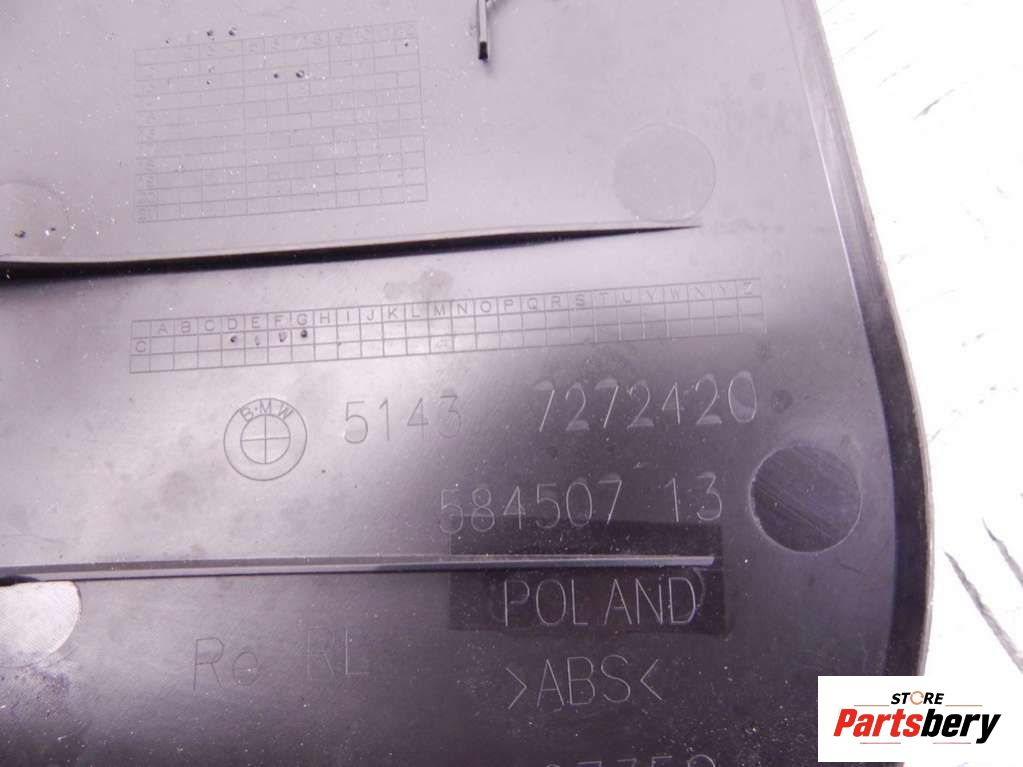 A B C D E F G H I J K L M N O P Q R S T U V W X Y Z
C
BMW
5143 7272420
584507 13
POLAND
Re RL
>ABS<
STORE
Partsbery